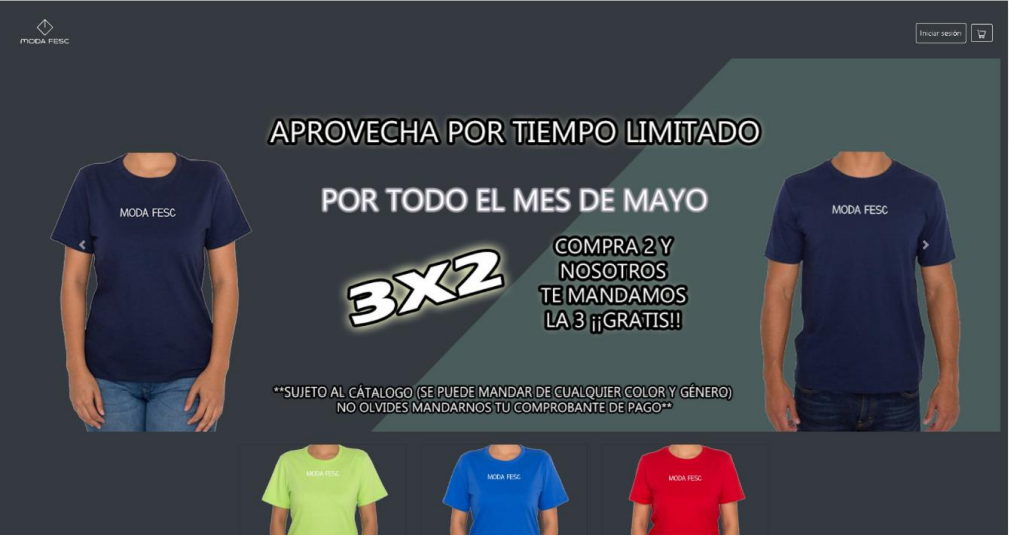 MODA FESC
Iniciar sesión
APROVECHA POR TIEMPO LIMITADO
POR TODO EL MES DE MAYO
MODA FESC
MODA FESC
3X2
COMPRA 2 Y
NOSOTROS
TE MANDAMOS
LA 3 ¡¡GRATIS!!
**SUJETO AL CÁTALOGO (SE PUEDE MANDAR DE CUALQUIER COLOR Y GÉNERO)
NO OLVIDES MANDARNOS TU COMPROBANTE DE PAGO**
MODA FESC
MODA FESC
MODA FESC